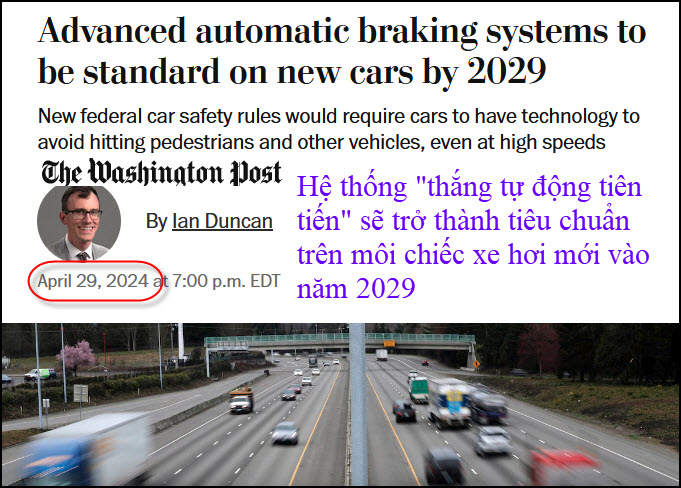 Advanced automatic braking systems to
be standard on new cars by 2029
New federal car safety rules would require cars to have technology to
avoid hitting pedestrians and other vehicles, even at high speeds
The Washington Post
By Ian Duncan
April 29, 2024 at 7:00 p.m. EDT
Hệ thống "thắng tự động tiên
tiến" sẽ trở thành tiêu chuẩn
trên môi chiếc xe hơi mới vào
năm 2029